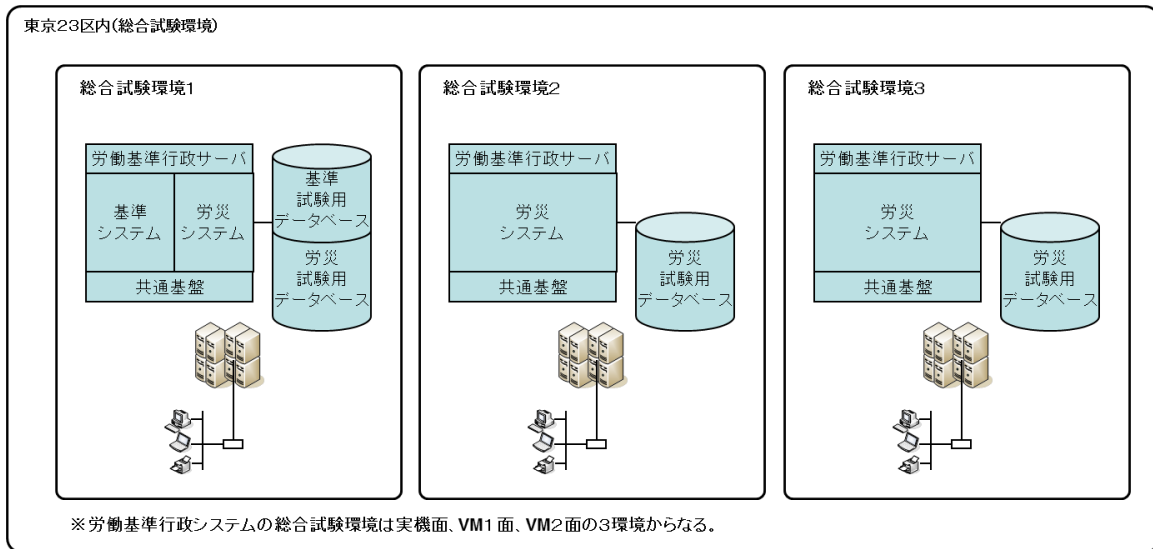 東京23区内(総合試験環境)
総合試験環境1
労働基準行政サーバ
基準
システム
労災
システム
共通基盤
基準
試験用
データベース
労災
試験用
データベース
総合試験環境2
労働基準行政サーバ
労災
システム
共通基盤
労災
試験用
データベース
総合試験環境3
労働基準行政サーバ
労災
システム
共通基盤
労災
試験用
データベース
※労働基準行政システムの総合試験環境は実機面、VM1面、VM2面の3環境からなる。